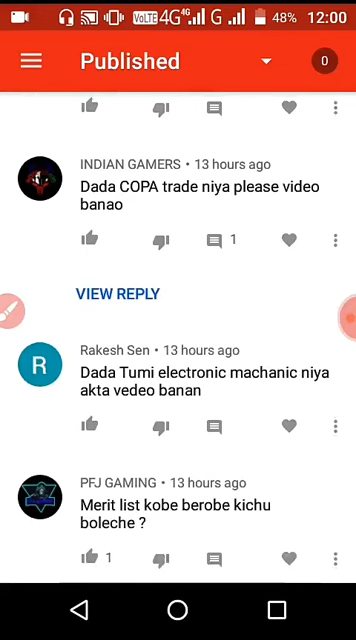 VoLTE 4G 4G G 48% 12:00
Published 0
INDIAN GAMERS • 13 hours ago
Dada COPA trade niya please video
banao
1
VIEW REPLY
R
Rakesh Sen • 13 hours ago
Dada Tumi electronic machanic niya
akta vedeo banan
PFJ GAMING • 13 hours ago
Merit list kobe berobe kichu
boleche ?
1